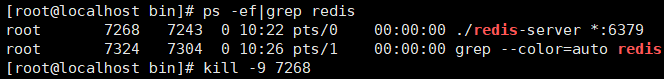 [root@localhost bin]# ps -ef|grep redis
root 7268 7243 0 10:22 pts/0 00:00:00 ./redis-server *:6379
root 7324 7304 0 10:26 pts/1 00:00:00 grep --color=auto redis
[root@localhost bin]# kill -9 7268